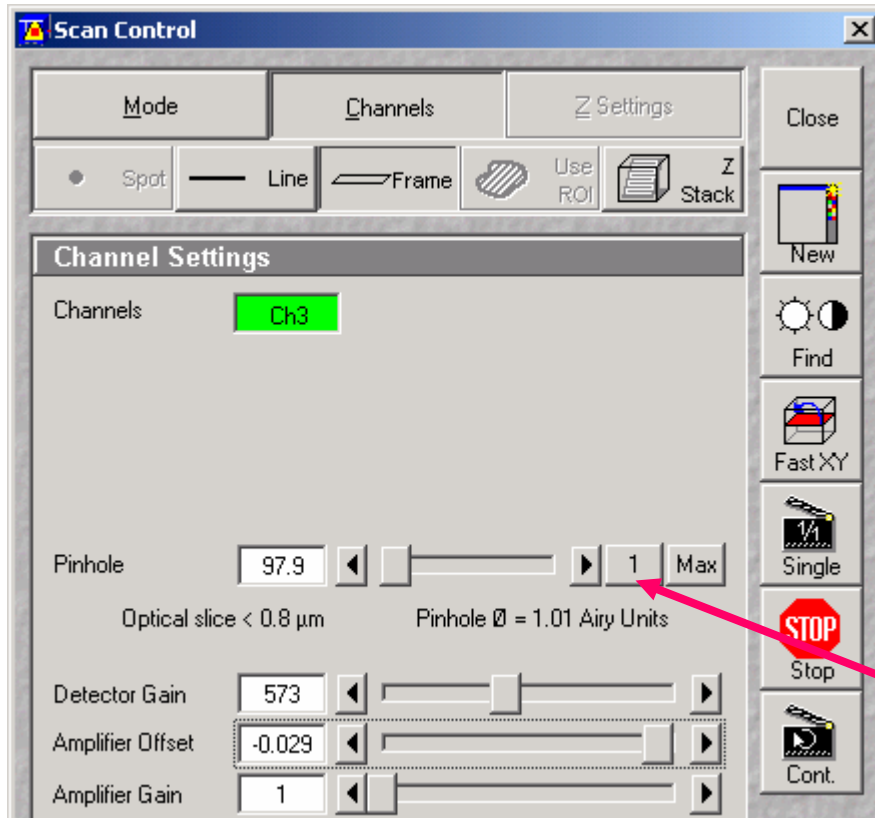 Scan Control
Mode Channels Z Settings
Spot Line Frame Use ROI Z Stack
Close
New
Find
Fast XY
1/1
Single
STOP
Stop
Cont.
Channel Settings
Channels Ch3
Pinhole 97.9 1 Max
Optical slice < 0.8 µm Pinhole Ø = 1.01 Airy Units
Detector Gain 573
Amplifier Offset -0.029
Amplifier Gain 1